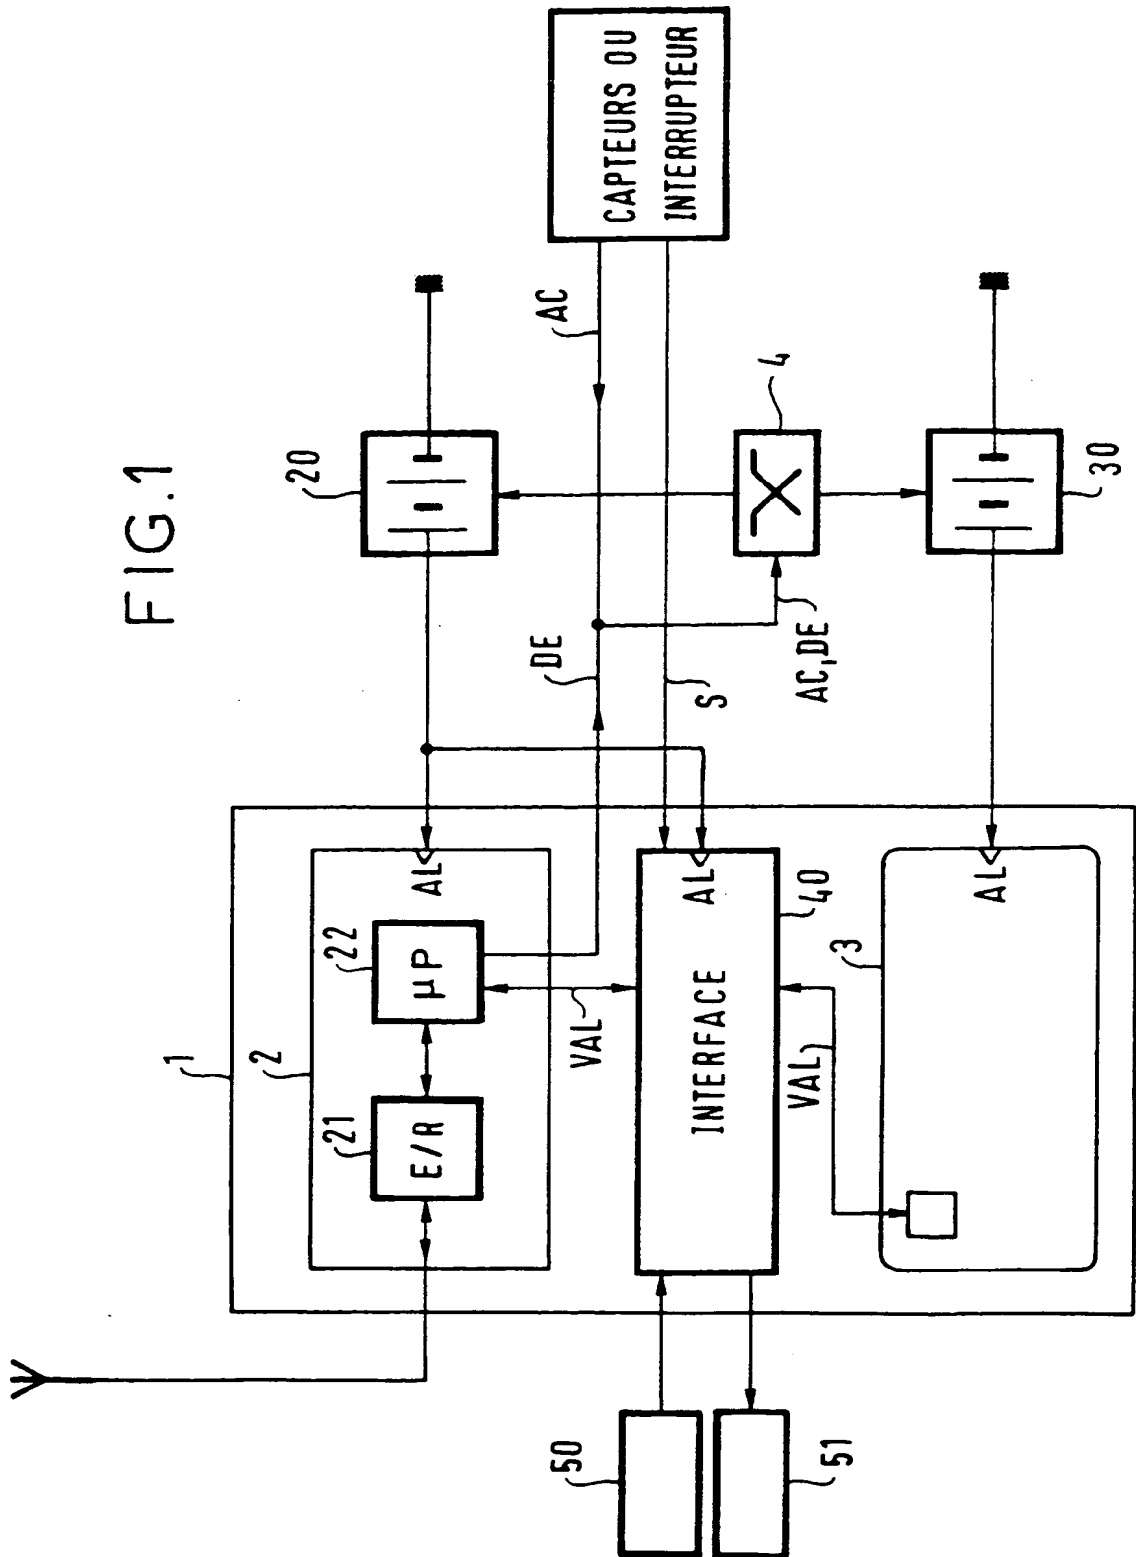 FIG.1
1
2
21
E/R
22
µP
AL
20
DE
AC
CAPTEURS OU
INTERRUPTEUR
VAL
50
51
INTERFACE
AL
40
S
4
AC,DE
VAL
3
AL
30